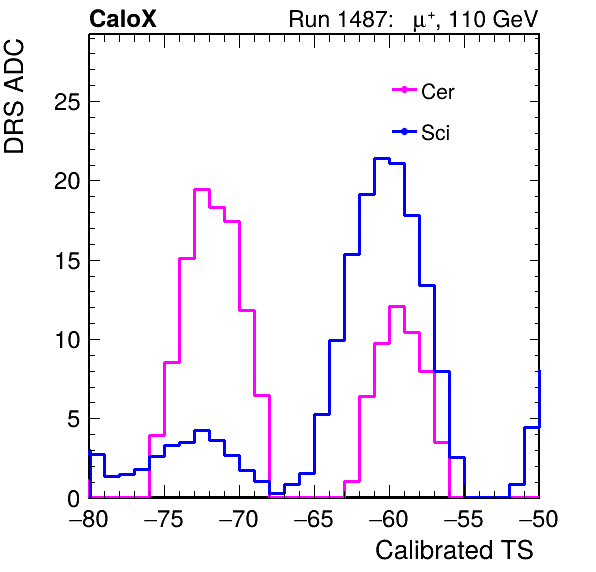 CaloX Run 1487: μ⁺, 110 GeV
DRS ADC
Cer
Sci
25
20
15
10
5
0
−80 −75 −70 −65 −60 −55 −50
Calibrated TS